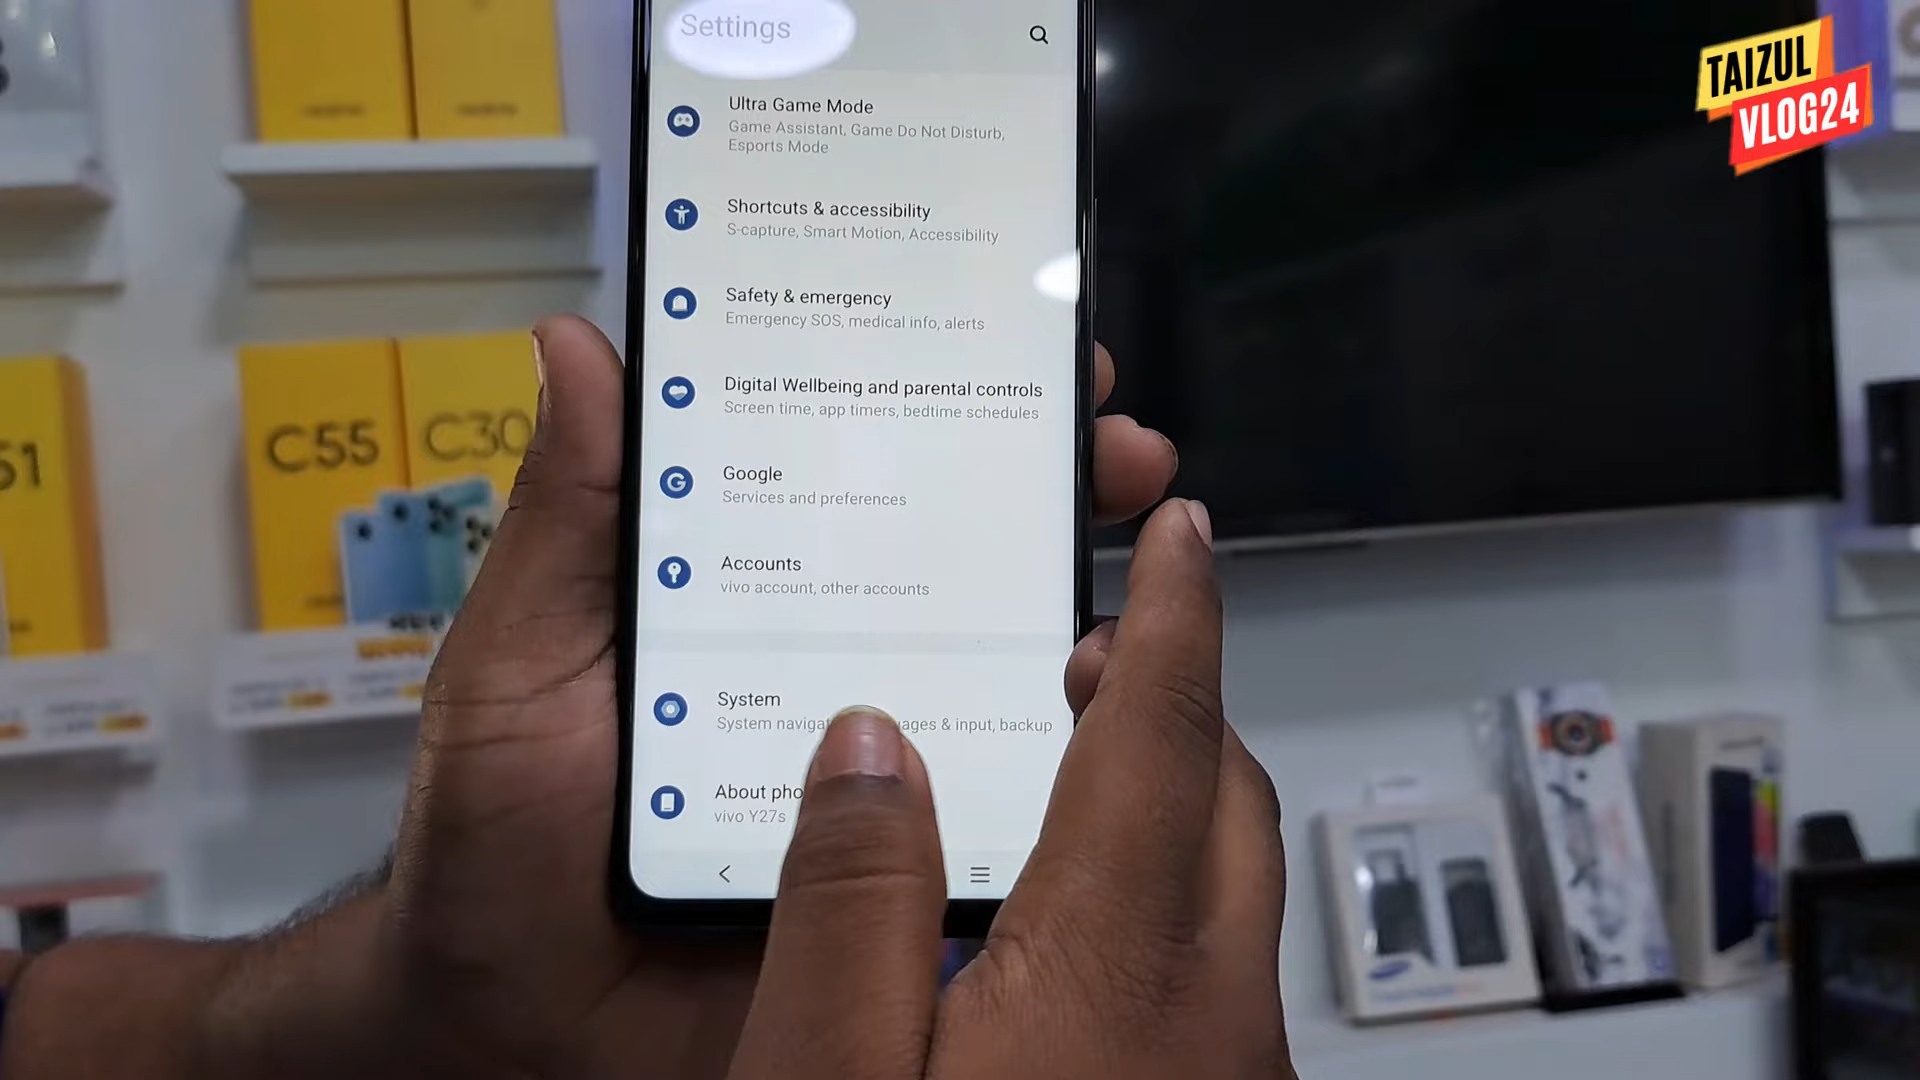 Settings
Ultra Game Mode
Game Assistant, Game Do Not Disturb,
Esports Mode
Shortcuts & accessibility
S-capture, Smart Motion, Accessibility
Safety & emergency
Emergency SOS, medical info, alerts
Digital Wellbeing and parental controls
Screen time, app timers, bedtime schedules
Google
Services and preferences
Accounts
vivo account, other accounts
System
System navigat ages & input, backup
About pho
vivo Y27s
TAIZUL
VLOG24
51
C55
C30